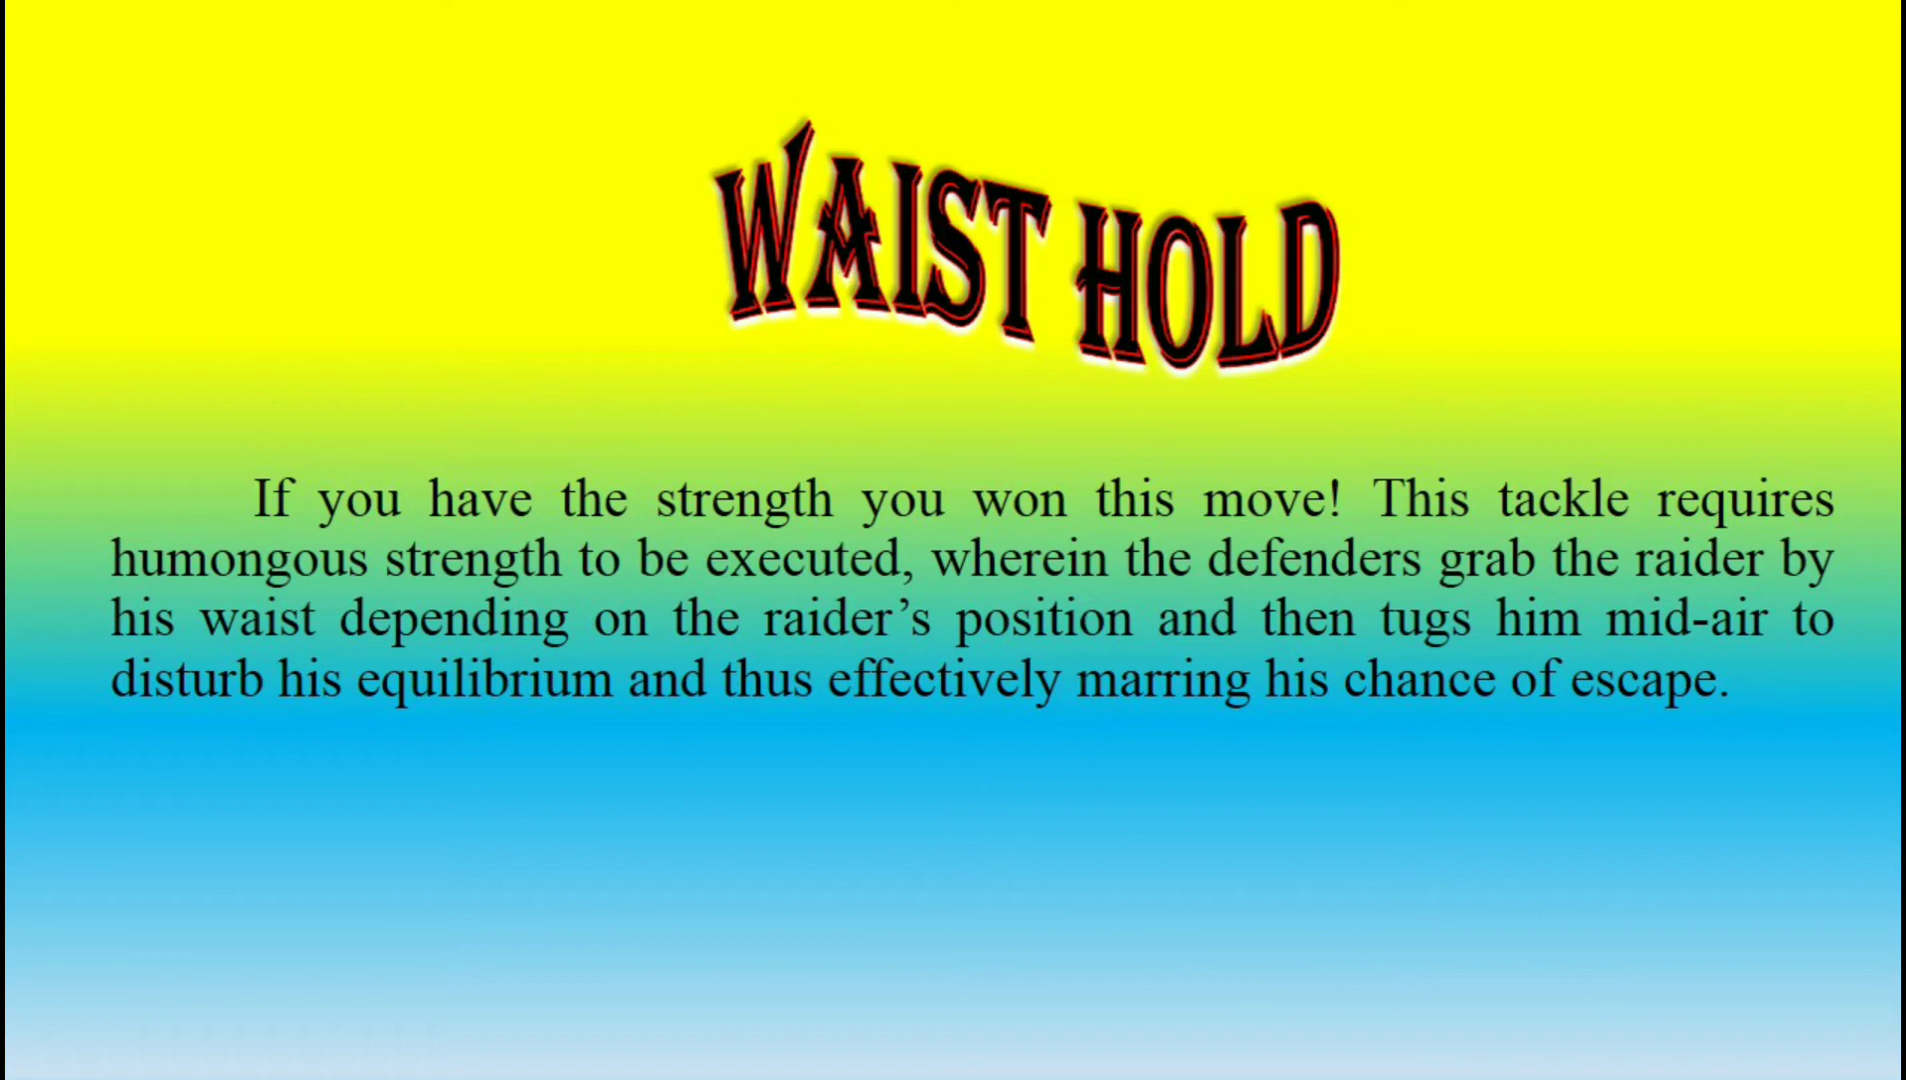 WAIST HOLD
If you have the strength you won this move! This tackle requires
humongous strength to be executed, wherein the defenders grab the raider by
his waist depending on the raider’s position and then tugs him mid-air to
disturb his equilibrium and thus effectively marring his chance of escape.